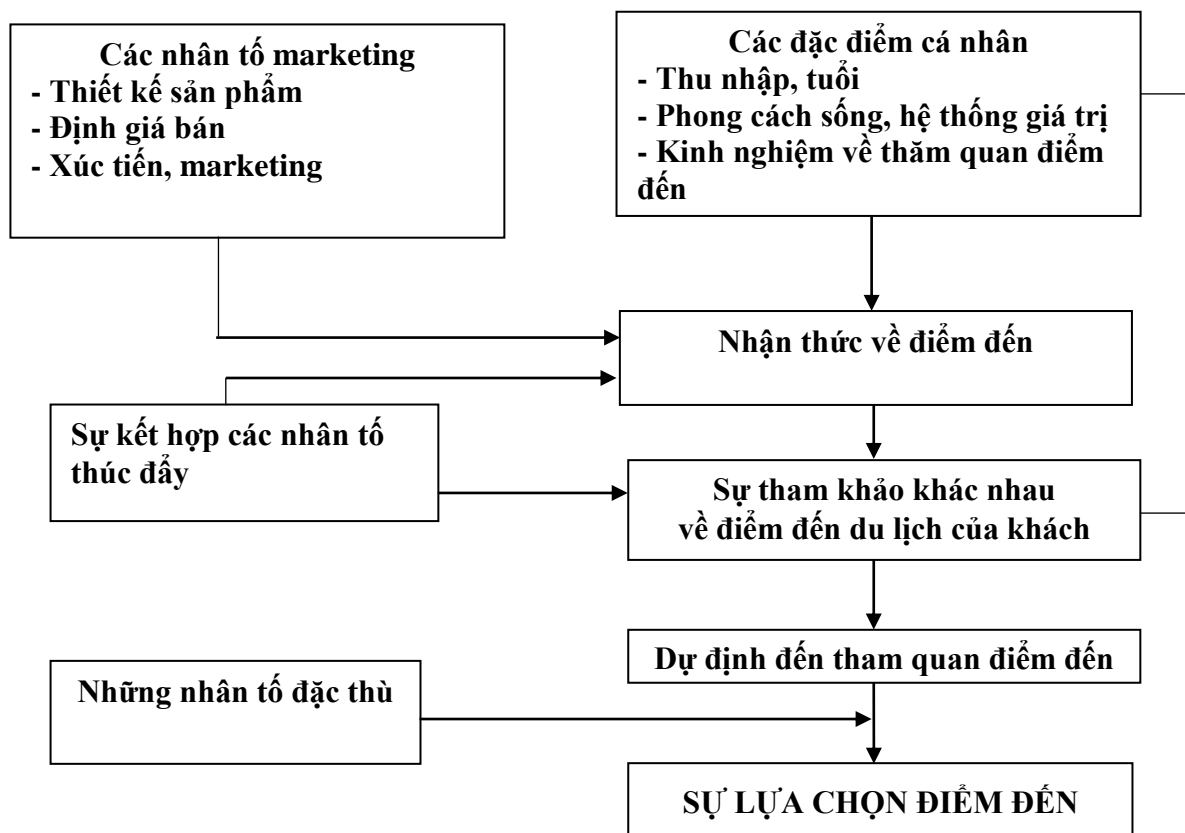 Các nhân tố marketing
- Thiết kế sản phẩm
- Định giá bán
- Xúc tiến, marketing
Các đặc điểm cá nhân
- Thu nhập, tuổi
- Phong cách sống, hệ thống giá trị
- Kinh nghiệm về thăm quan điểm
đến
Nhận thức về điểm đến
Sự kết hợp các nhân tố
thúc đẩy
Sự tham khảo khác nhau
về điểm đến du lịch của khách
Dự định đến tham quan điểm đến
Những nhân tố đặc thù
SỰ LỰA CHỌN ĐIỂM ĐẾN